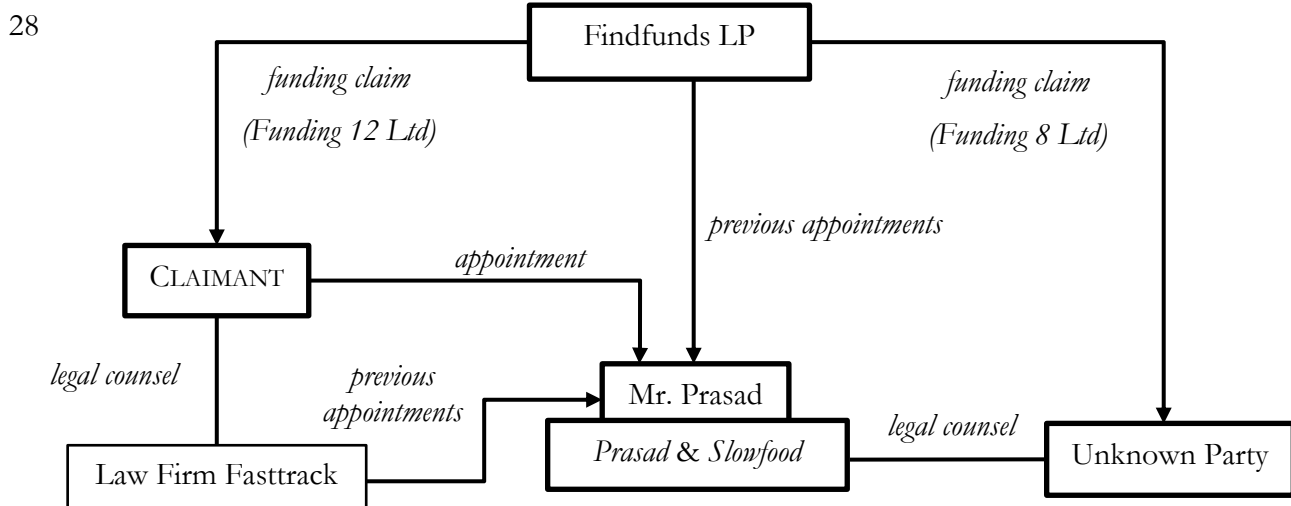 28
Findfunds LP
funding claim
(Funding 12 Ltd)
funding claim
(Funding 8 Ltd)
previous appointments
CLAIMANT
appointment
legal counsel
previous
appointments
Mr. Prasad
Prasad & Slowfood
legal counsel
Unknown Party
Law Firm Fasttrack